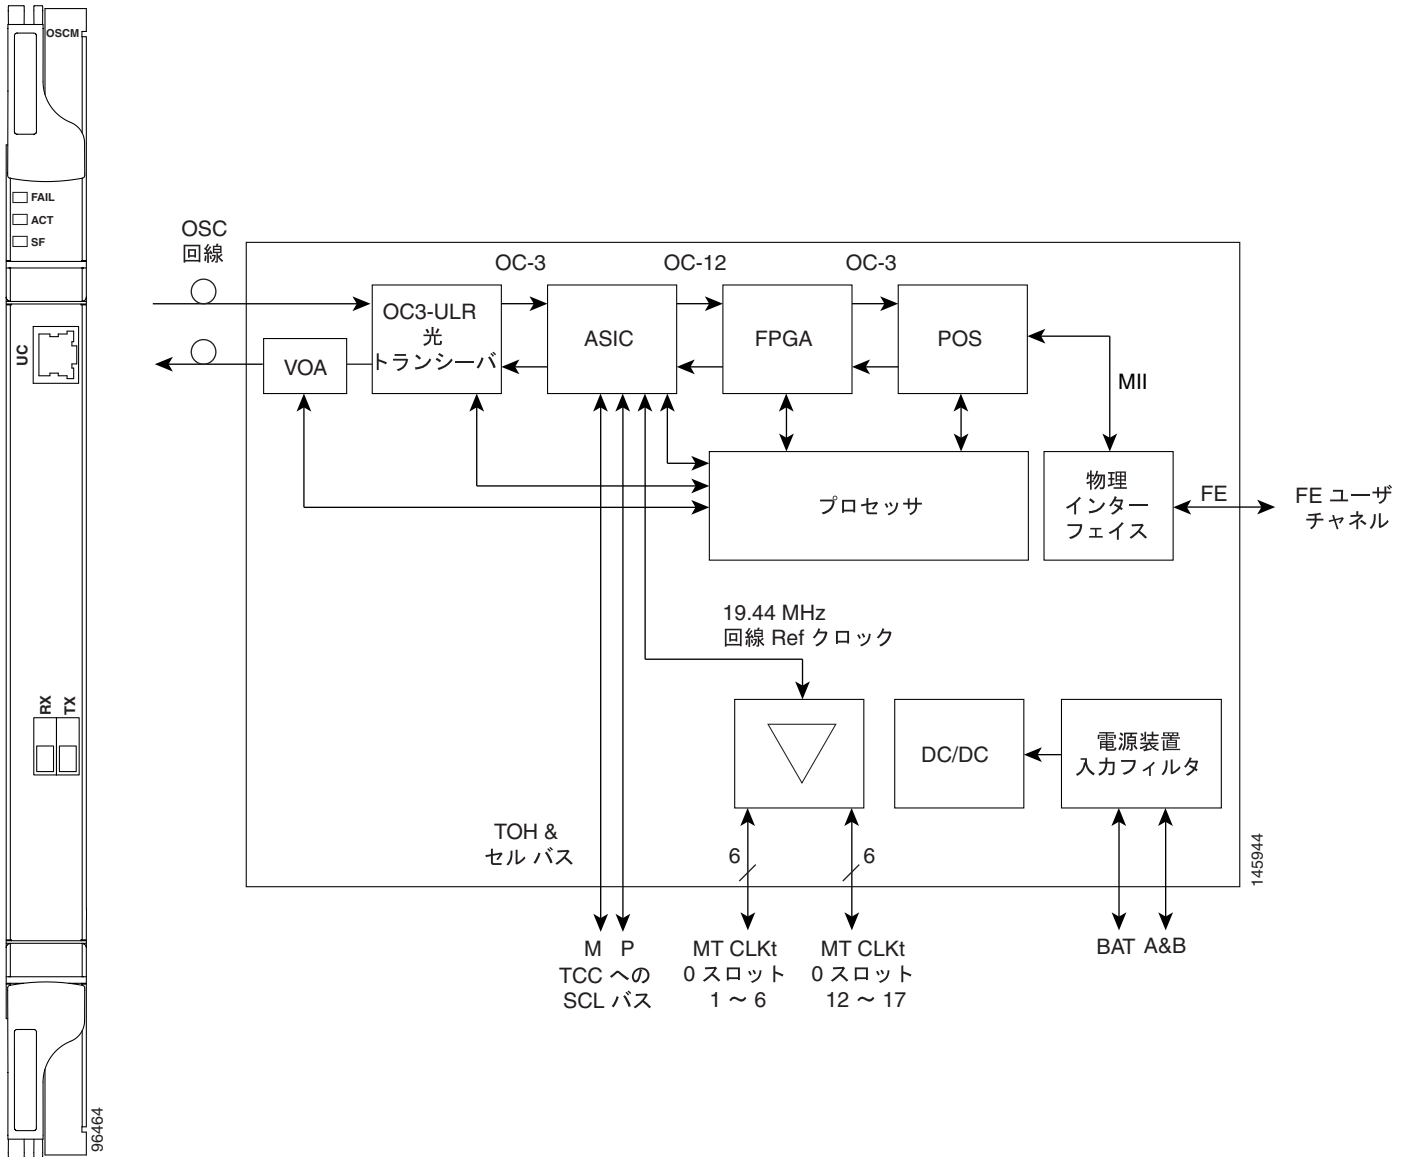 OSCM
FAIL
ACT
SF
UC
RX
TX
96464
OSC
回線
OC-3
OC-12
OC-3
OC3-ULR
光
トランシーバ
VOA
ASIC
FPGA
POS
MII
プロセッサ
物理
インター
フェイス
FE
FE ユーザ
チャネル
19.44 MHz
回線 Ref クロック
DC/DC
電源装置
入力フィルタ
TOH &
セル バス
6
6
145944
M P
TCC への
SCL バス
MT CLKt
0 スロット
1 ～ 6
MT CLKt
0 スロット
12 ～ 17
BAT A&B